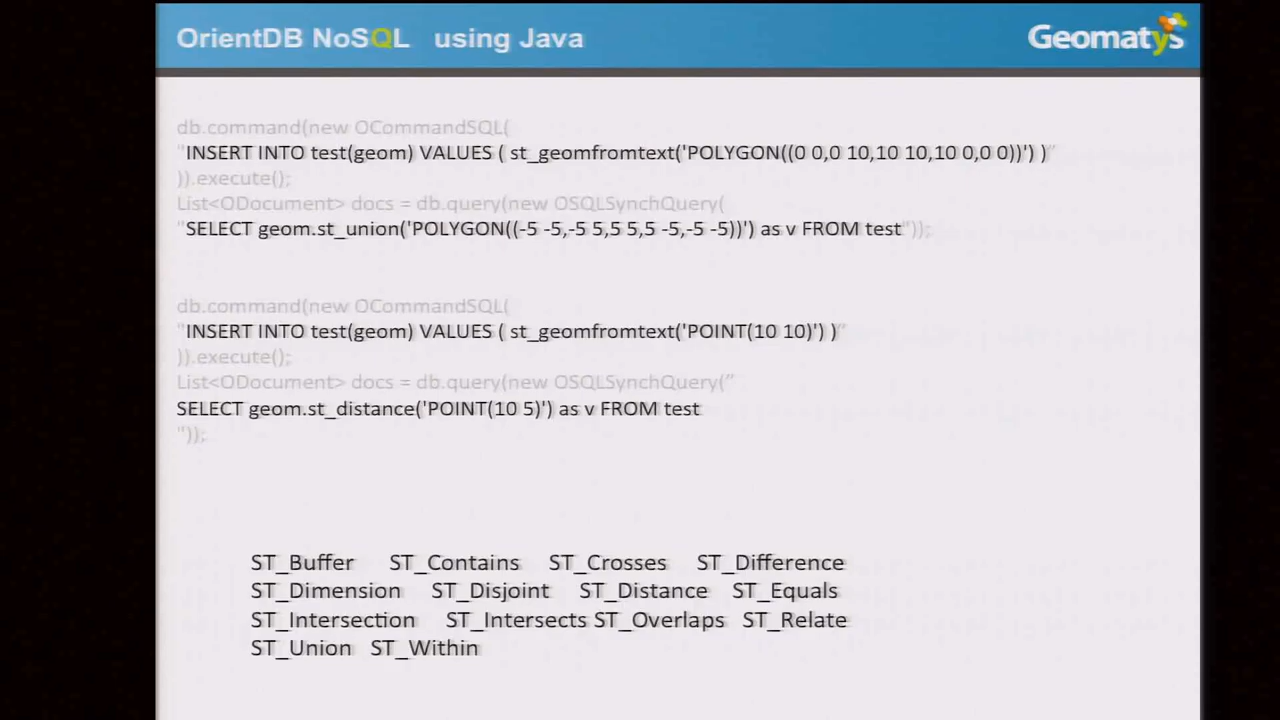 OrientDB NoSQL using Java
Geomatys
db.command(new OCommandSQL(
"INSERT INTO test(geom) VALUES ( st_geomfromtext('POLYGON((0 0,0 10,10 10,10 0,0 0))') )"
)).execute();
List<ODocument> docs = db.query(new OSQLSynchQuery(
"SELECT geom.st_union('POLYGON((-5 -5,-5 5,5 5,5 -5,-5 -5))') as v FROM test"));
db.command(new OCommandSQL(
"INSERT INTO test(geom) VALUES ( st_geomfromtext('POINT(10 10)') )"
)).execute();
List<ODocument> docs = db.query(new OSQLSynchQuery("
SELECT geom.st_distance('POINT(10 5)') as v FROM test
"));
ST_Buffer ST_Contains ST_Crosses ST_Difference
ST_Dimension ST_Disjoint ST_Distance ST_Equals
ST_Intersection ST_Intersects ST_Overlaps ST_Relate
ST_Union ST_Within